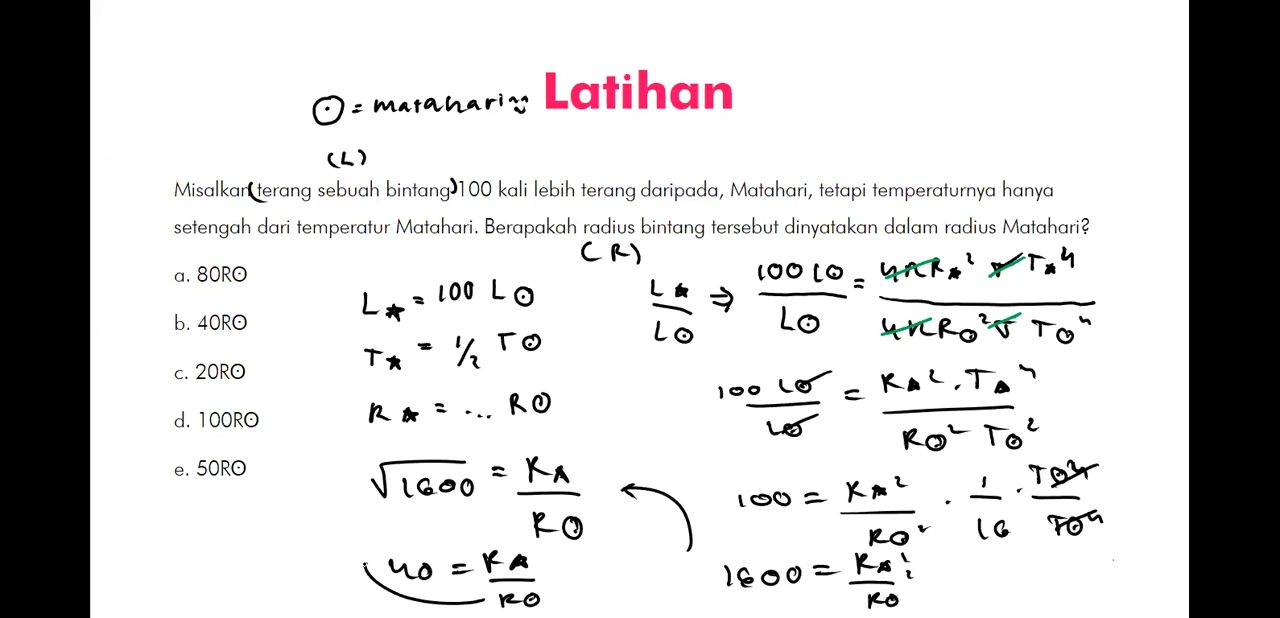 Latihan
⊙ = matahari
(L)
Misalkan (terang sebuah bintang) 100 kali lebih terang daripada, Matahari, tetapi temperaturnya hanya
setengah dari temperatur Matahari. Berapakah radius bintang tersebut dinyatakan dalam radius Matahari?
(R)
a. 80R⊙
b. 40R⊙
c. 20R⊙
d. 100R⊙
e. 50R⊙
L★ = 100 L⊙
T★ = 1/2 T⊙
R★ = ... R⊙
L★/L⊙ ⇒ 100 L⊙/L⊙ = 4πR★² σ T★⁴/4πR⊙² σ T⊙⁴
100 L⊙/L⊙ = R★² . T★⁴/R⊙² T⊙²
100 = R★²/R⊙² . 1/16 . T⊙⁴/T⊙⁴
1600 = R★²/R⊙²
√1600 = R★/R⊙
40 = R★/R⊙